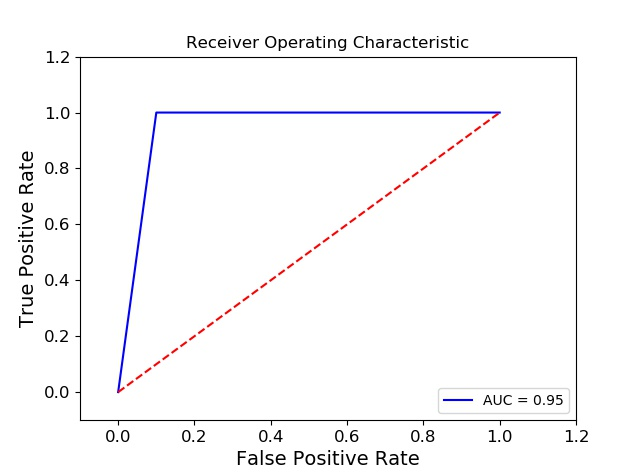 Receiver Operating Characteristic
1.2
1.0
0.8
0.6
0.4
0.2
0.0
True Positive Rate
AUC = 0.95
0.0 0.2 0.4 0.6 0.8 1.0 1.2
False Positive Rate